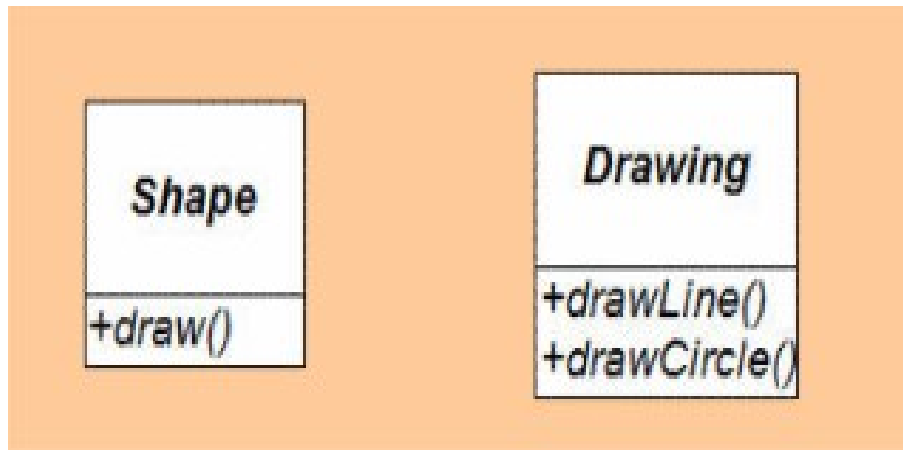 Shape
+draw()
Drawing
+drawLine()
+drawCircle()